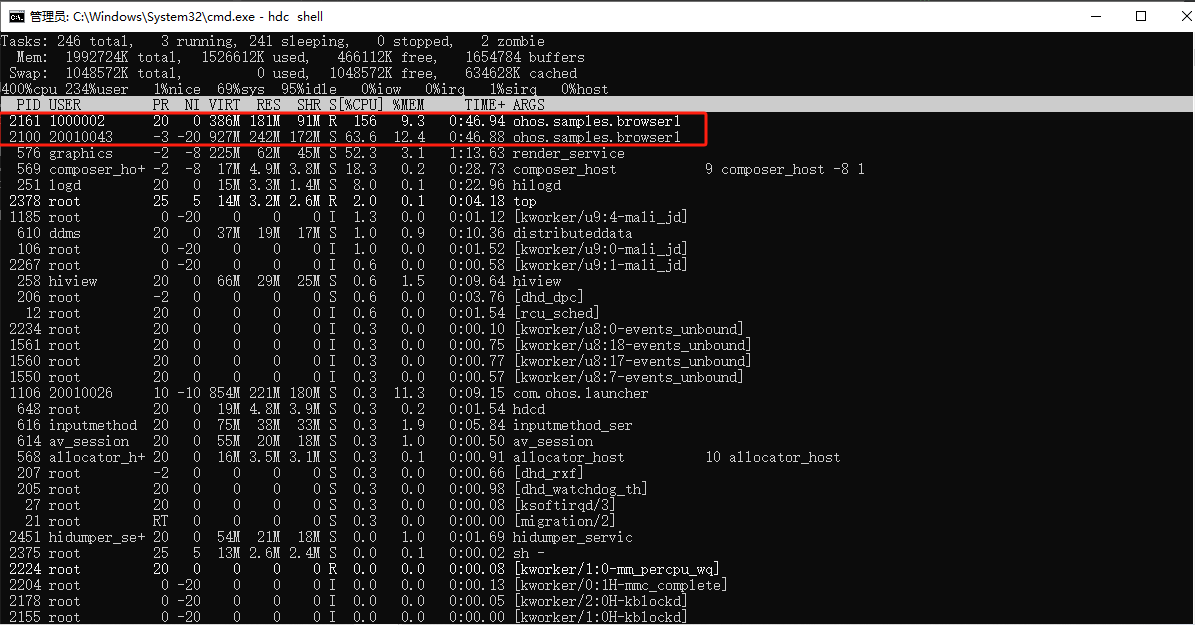 管理员: C:\Windows\System32\cmd.exe - hdc shell
Tasks: 246 total, 3 running, 241 sleeping, 0 stopped, 2 zombie
Mem: 1992724K total, 1526612K used, 466112K free, 1654784 buffers
Swap: 1048572K total, 0 used, 1048572K free, 634628K cached
400%cpu 234%user 1%nice 69%sys 95%idle 0%iow 0%irq 1%sirq 0%host
PID USER PR NI VIRT RES SHR S[%CPU] %MEM TIME+ ARGS
2161 1000002 20 0 386M 181M 91M R 156 9.3 0:46.94 ohos.samples.browser1
2100 20010043 -3 -20 927M 242M 172M S 63.6 12.4 0:46.88 ohos.samples.browser1
576 graphics -2 -8 225M 62M 45M S 52.3 3.1 1:13.63 render_service
569 composer_ho+ -2 -8 17M 4.9M 3.8M S 18.3 0.2 0:28.73 composer_host 9 composer_host -8 1
251 logd 20 0 15M 3.3M 1.4M S 8.0 0.1 0:22.96 hilogd
2378 root 25 5 14M 3.2M 2.6M R 2.0 0.1 0:04.18 top
1185 root 0 -20 0 0 0 I 1.3 0.0 0:01.12 [kworker/u9:4-mali_jd]
610 ddms 20 0 37M 19M 17M S 1.0 0.9 0:10.36 distributeddata
106 root 0 -20 0 0 0 I 1.0 0.0 0:01.52 [kworker/u9:0-mali_jd]
2267 root 0 -20 0 0 0 I 0.6 0.0 0:00.58 [kworker/u9:1-mali_jd]
258 hiview 20 0 66M 29M 25M S 0.6 1.5 0:09.64 hiview
206 root -2 0 0 0 0 S 0.6 0.0 0:03.76 [dhd_dpc]
12 root 20 0 0 0 0 I 0.6 0.0 0:01.54 [rcu_sched]
2234 root 20 0 0 0 0 I 0.3 0.0 0:00.10 [kworker/u8:0-events_unbound]
1561 root 20 0 0 0 0 I 0.3 0.0 0:00.75 [kworker/u8:18-events_unbound]
1560 root 20 0 0 0 0 I 0.3 0.0 0:00.77 [kworker/u8:17-events_unbound]
1550 root 20 0 0 0 0 I 0.3 0.0 0:00.57 [kworker/u8:7-events_unbound]
1106 20010026 10 -10 854M 221M 180M S 0.3 11.3 0:09.15 com.ohos.launcher
648 root 20 0 19M 4.8M 3.9M S 0.3 0.2 0:01.54 hdcd
616 inputmethod 20 0 75M 38M 33M S 0.3 1.9 0:05.84 inputmethod_ser
614 av_session 20 0 55M 20M 18M S 0.3 1.0 0:00.50 av_session
568 allocator_h+ 20 0 16M 3.5M 3.1M S 0.3 0.1 0:00.91 allocator_host 10 allocator_host
207 root -2 0 0 0 0 S 0.3 0.0 0:00.66 [dhd_rxf]
205 root 20 0 0 0 0 S 0.3 0.0 0:00.98 [dhd_watchdog_th]
27 root 20 0 0 0 0 S 0.3 0.0 0:00.08 [ksoftirqd/3]
21 root RT 0 0 0 0 S 0.3 0.0 0:00.00 [migration/2]
2451 hidumper_se+ 20 0 54M 21M 18M S 0.0 1.0 0:01.69 hidumper_servic
2375 root 25 5 13M 2.6M 2.4M S 0.0 0.1 0:00.02 sh -
2224 root 20 0 0 0 0 R 0.0 0.0 0:00.08 [kworker/1:0-mm_percpu_wq]
2204 root 0 -20 0 0 0 I 0.0 0.0 0:00.13 [kworker/0:1H-mmc_complete]
2178 root 0 -20 0 0 0 I 0.0 0.0 0:00.05 [kworker/2:0H-kblockd]
2155 root 0 -20 0 0 0 I 0.0 0.0 0:00.00 [kworker/1:0H-kblockd]